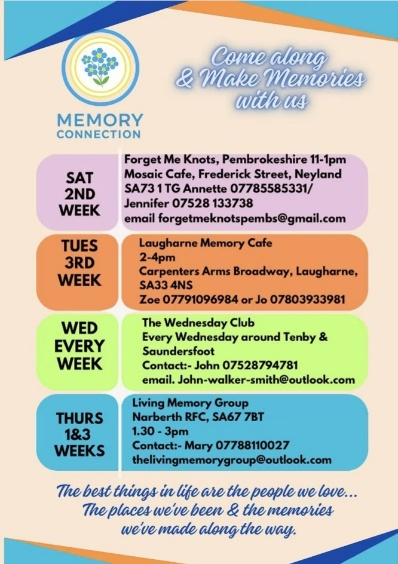 MEMORY
CONNECTION
Come along
& Make Memories
with us
SAT
2ND
WEEK
Forget Me Knots, Pembrokeshire 11-1pm
Mosaic Cafe, Frederick Street, Neyland
SA73 1 TG Annette 07785585331/
Jennifer 07528 133738
email forgetmeknotspembs@gmail.com
TUES
3RD
WEEK
Laugharne Memory Cafe
2-4pm
Carpenters Arms Broadway, Laugharne,
SA33 4NS
Zoe 07791096984 or Jo 07803933981
WED
EVERY
WEEK
The Wednesday Club
Every Wednesday around Tenby &
Saundersfoot
Contact:- John 07528794781
email. John-walker-smith@outlook.com
THURS
1&3
WEEKS
Living Memory Group
Narberth RFC, SA67 7BT
1.30 - 3pm
Contact:- Mary 07788110027
thelivingmemorygroup@outlook.com
The best things in life are the people we love...
The places we've been & the memories
we've made along the way.